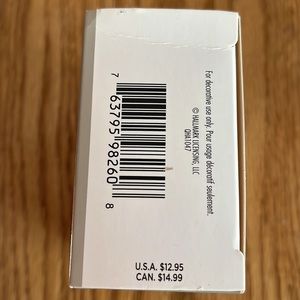 For decorative use only. Pour usage décoratif seulement.
© HALLMARK LICENSING, LLC
QHA1047
7 63795 98260 8
U.S.A. $12.95
CAN. $14.99